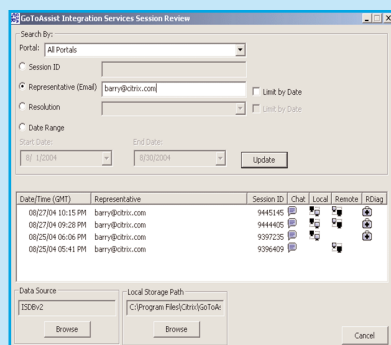 GoToAssist Integration Services Session Review
Search By:
Portal: All Portals
Session ID
Representative (Email) barry@citrix.com Limit by Date
Resolution Limit by Date
Date Range
Start Date: End Date:
8/ 1/2004 8/30/2004 Update
Date/Time (GMT) Representative Session ID Chat Local Remote RDiag
08/27/04 10:15 PM barry@citrix.com 9445145
08/27/04 09:28 PM barry@citrix.com 9444405
08/25/04 06:06 PM barry@citrix.com 9397235
08/25/04 05:41 PM barry@citrix.com 9396409
Data Source Local Storage Path
ISDBv2 C:\Program Files\Citrix\GoToAs
Browse Browse Cancel